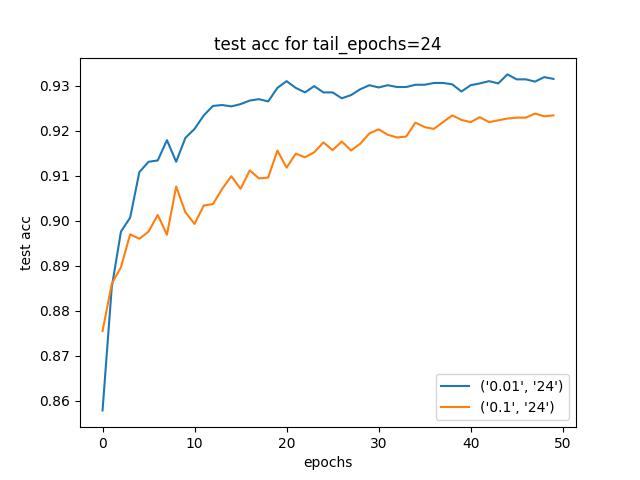 test acc for tail_epochs=24
test acc
0.93
0.92
0.91
0.90
0.89
0.88
0.87
0.86
('0.01', '24')
('0.1', '24')
0 10 20 30 40 50
epochs